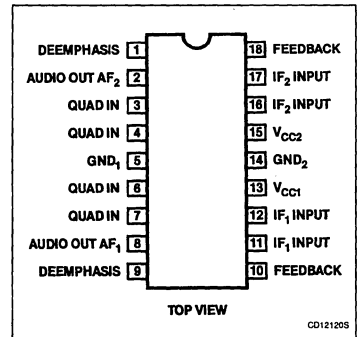 DEEMPHASIS 1 18 FEEDBACK
AUDIO OUT AF2 2 17 IF2 INPUT
QUAD IN 3 16 IF2 INPUT
QUAD IN 4 15 VCC2
GND1 5 14 GND2
QUAD IN 6 13 VCC1
QUAD IN 7 12 IF1 INPUT
AUDIO OUT AF1 8 11 IF1 INPUT
DEEMPHASIS 9 10 FEEDBACK
TOP VIEW
CD12120S